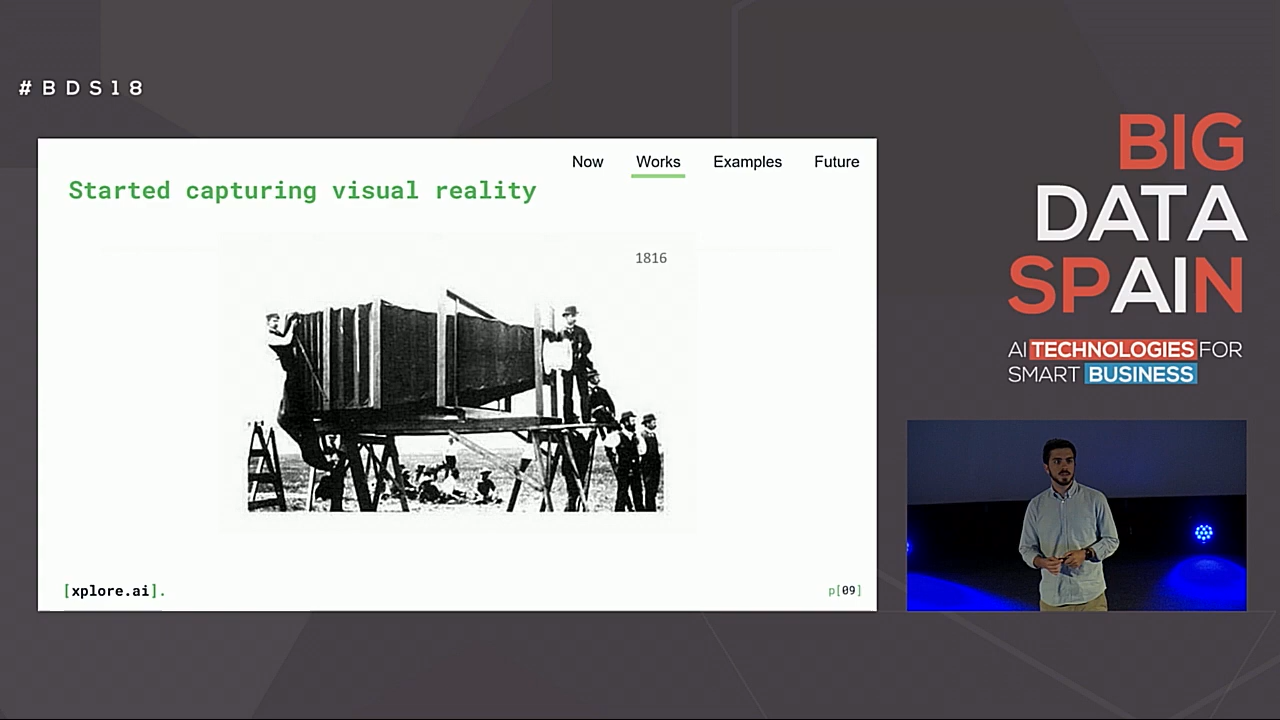 #BDS18
Now Works Examples Future
Started capturing visual reality
1816
[xplore.ai].
p[09]
BIG
DATA
SPAIN
AI TECHNOLOGIES FOR
SMART BUSINESS